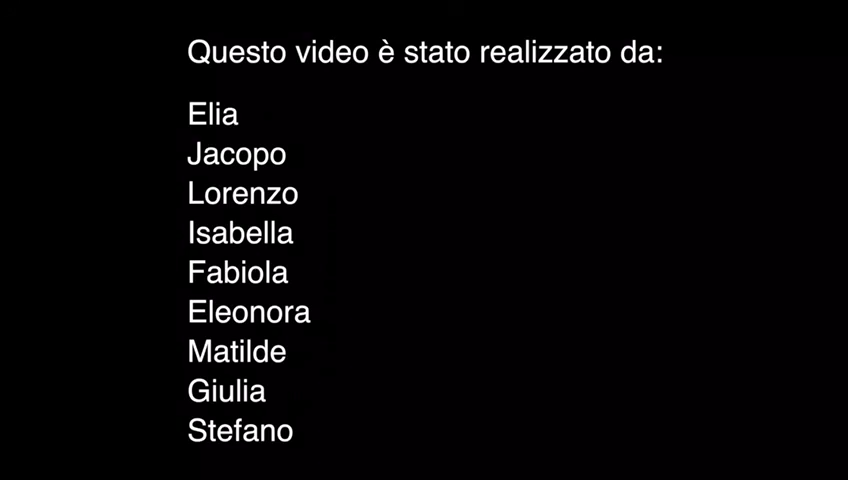 Questo video è stato realizzato da:
Elia
Jacopo
Lorenzo
Isabella
Fabiola
Eleonora
Matilde
Giulia
Stefano